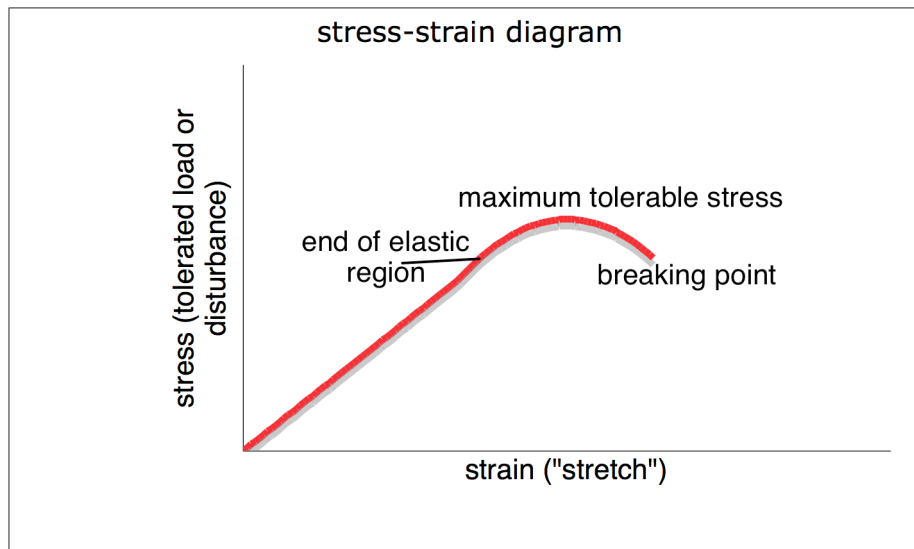 stress-strain diagram
stress (tolerated load or
disturbance)
maximum tolerable stress
end of elastic
region
breaking point
strain ("stretch")